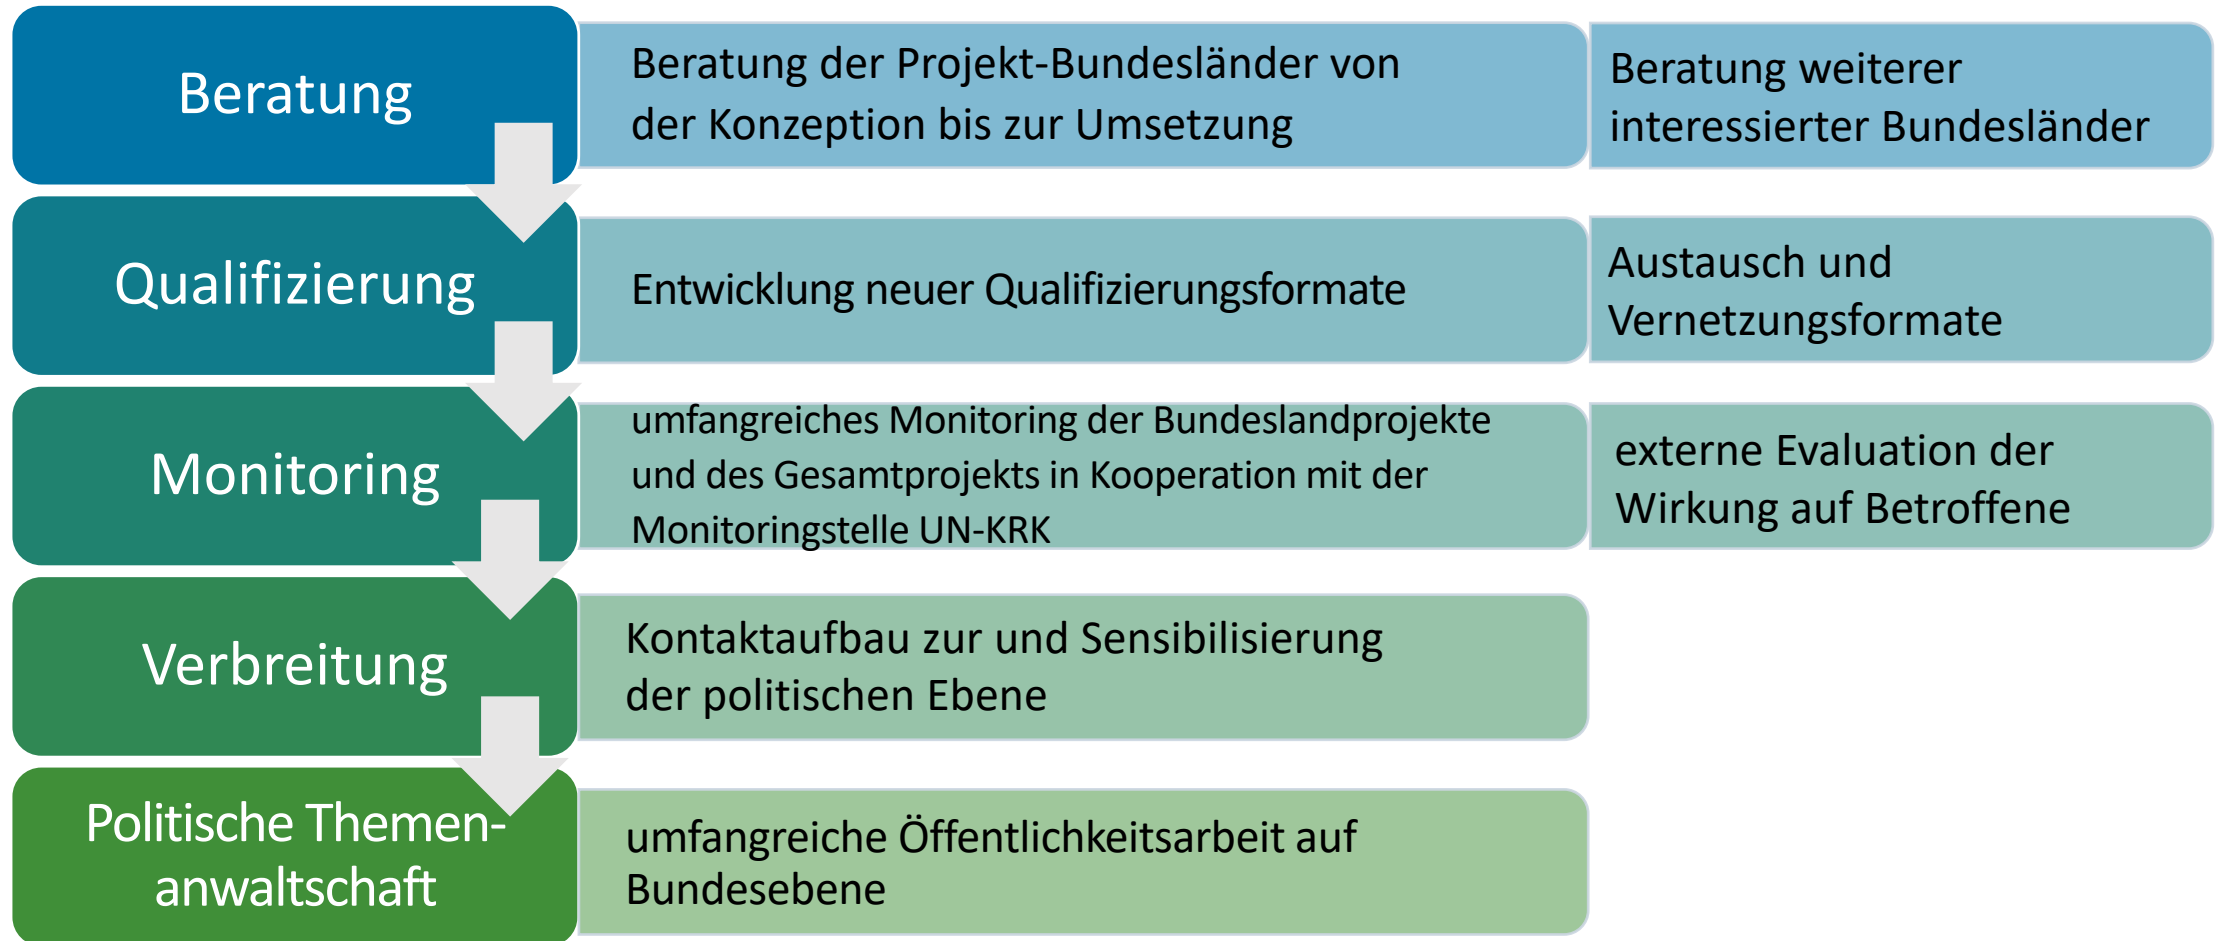 Beratung
Beratung der Projekt-Bundesländer von
der Konzeption bis zur Umsetzung
Beratung weiterer
interessierter Bundesländer
Qualifizierung
Entwicklung neuer Qualifizierungsformate
Austausch und
Vernetzungsformate
Monitoring
umfangreiches Monitoring der Bundeslandprojekte
und des Gesamtprojekts in Kooperation mit der
Monitoringstelle UN-KRK
externe Evaluation der
Wirkung auf Betroffene
Verbreitung
Kontaktaufbau zur und Sensibilisierung
der politischen Ebene
Politische Themen-
anwaltschaft
umfangreiche Öffentlichkeitsarbeit auf
Bundesebene